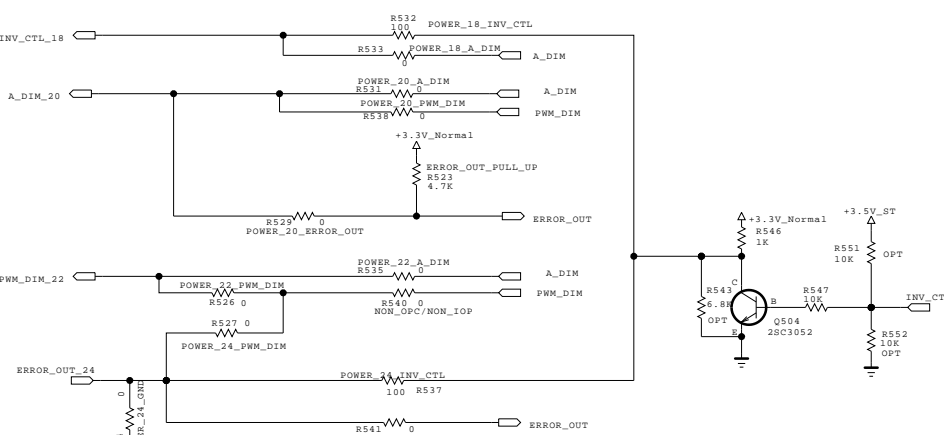 R532
100
POWER_18_INV_CTL
INV_CTL_18
R533
0
POWER_18_A_DIM
A_DIM
POWER_20_A_DIM
R531 0
A_DIM_20
A_DIM
POWER_20_PWM_DIM
R538 0
PWM_DIM
+3.3V_Normal
ERROR_OUT_PULL_UP
R523
4.7K
R529 0
POWER_20_ERROR_OUT
ERROR_OUT
+3.3V_Normal
R546
1K
+3.5V_ST
R551
10K
OPT
POWER_22_A_DIM
R535 0
PWM_DIM_22
A_DIM
POWER_22_PWM_DIM
R526 0
R540 0
NON_OPC/NON_IOP
PWM_DIM
C
R543
6.8K
OPT
B
E
Q504
2SC3052
R547
10K
INV_CT
R552
10K
OPT
R527 0
POWER_24_PWM_DIM
ERROR_OUT_24
POWER_24_INV_CTL
100 R537
0
ER_24_GND
R541 0
ERROR_OUT